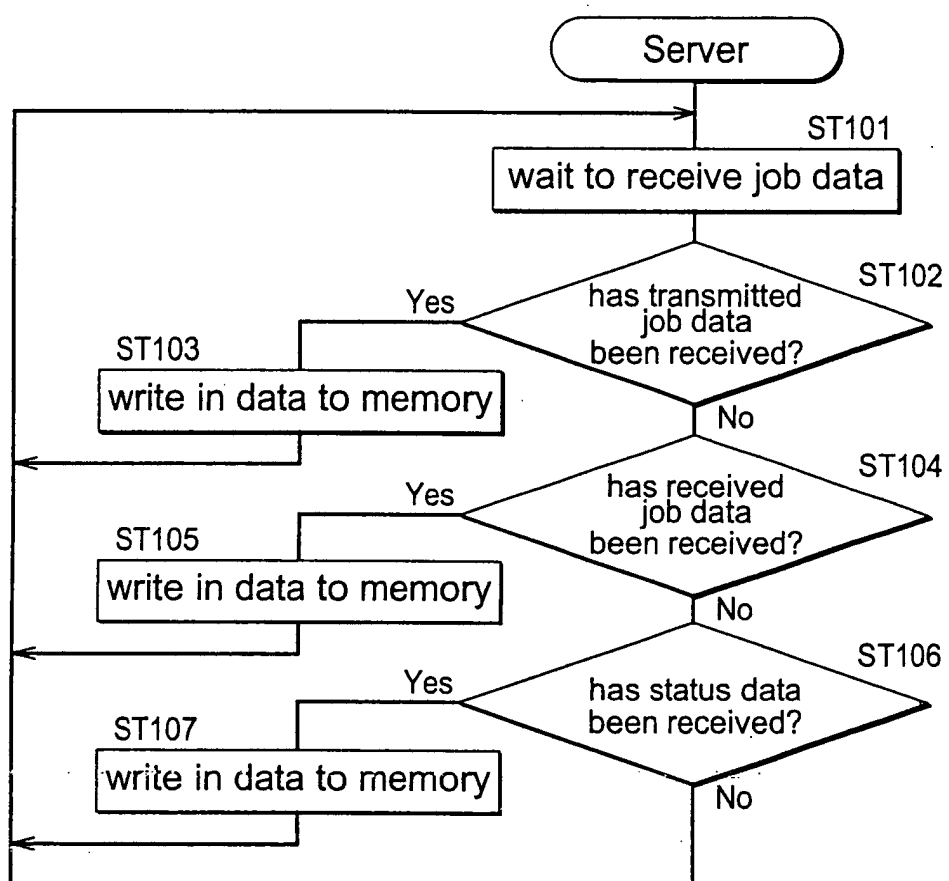 Server
ST101
wait to receive job data
ST102
has transmitted
job data
been received?
Yes
ST103
write in data to memory
No
ST104
has received
job data
been received?
Yes
ST105
write in data to memory
No
ST106
has status data
been received?
Yes
ST107
write in data to memory
No